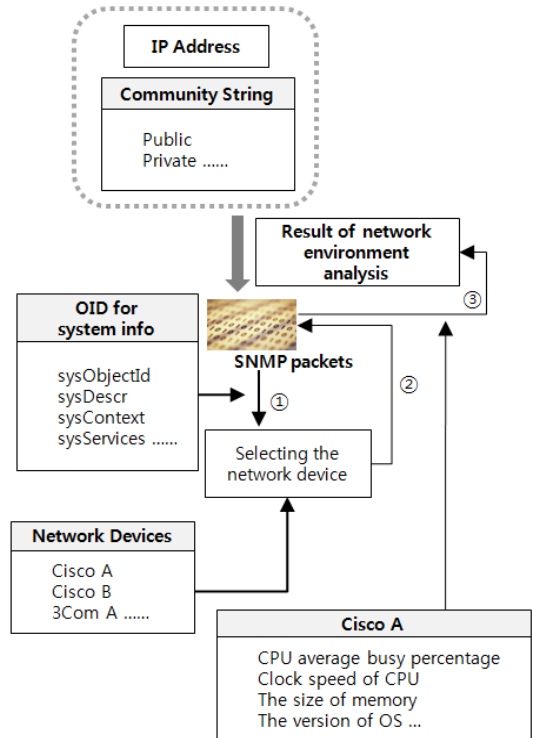 IP Address
Community String
Public
Private ......
Result of network
environment
analysis
③
OID for
system info
sysObjectId
sysDescr
sysContext
sysServices ......
SNMP packets
①
②
Selecting the
network device
Network Devices
Cisco A
Cisco B
3Com A ......
Cisco A
CPU average busy percentage
Clock speed of CPU
The size of memory
The version of OS ...